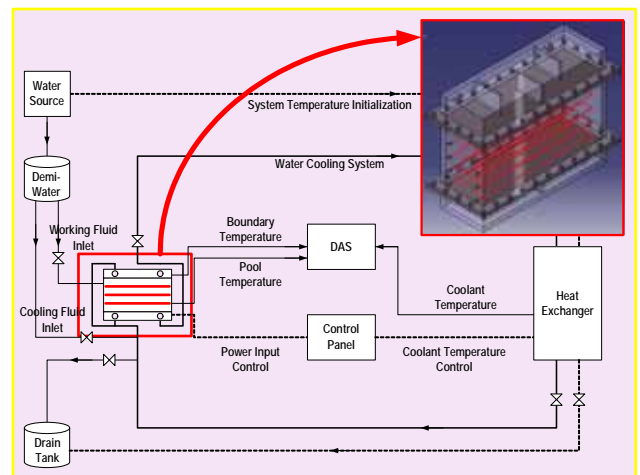 Water
Source
System Temperature Initialization
Water Cooling System
Demi-
Water
Working Fluid
Inlet
Boundary
Temperature
DAS
Pool
Temperature
Cooling Fluid
Inlet
Coolant
Temperature
Heat
Exchanger
Power Input
Control
Control
Panel
Coolant Temperature
Control
Drain
Tank